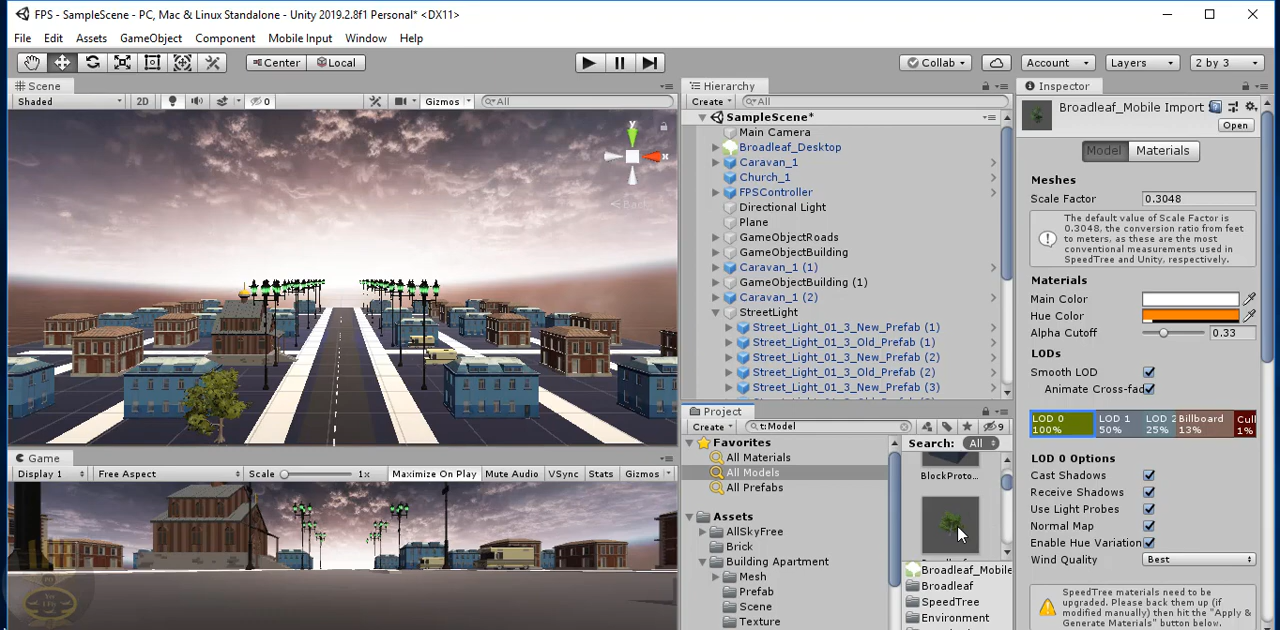 FPS - SampleScene - PC, Mac & Linux Standalone - Unity 2019.2.8f1 Personal* <DX11>
File Edit Assets GameObject Component Mobile Input Window Help
Center Local Collab Account Layers 2 by 3
Scene
Shaded 2D 0 Gizmos All
y
x
Back
Game
Display 1 Free Aspect Scale 1x Maximize On Play Mute Audio VSync Stats Gizmos
Hierarchy
Create All
SampleScene*
Main Camera
Broadleaf_Desktop
Caravan_1
Church_1
FPSController
Directional Light
Plane
GameObjectRoads
GameObjectBuilding
Caravan_1 (1)
GameObjectBuilding (1)
Caravan_1 (2)
StreetLight
Street_Light_01_3_New_Prefab (1)
Street_Light_01_3_Old_Prefab (1)
Street_Light_01_3_New_Prefab (2)
Street_Light_01_3_Old_Prefab (2)
Street_Light_01_3_New_Prefab (3)
Project
Create t:Model 9
Favorites
All Materials
All Models
All Prefabs
Assets
AllSkyFree
Brick
Building Apartment
Mesh
Prefab
Scene
Texture
Search: All
BlockProto...
Broadleaf_Mobile
Broadleaf
SpeedTree
Environment
Inspector
Broadleaf_Mobile Import
Open
Model Materials
Meshes
Scale Factor 0.3048
The default value of Scale Factor is
0.3048, the conversion ratio from feet
to meters, as these are the most
conventional measurements used in
SpeedTree and Unity, respectively.
Materials
Main Color
Hue Color
Alpha Cutoff 0.33
LODs
Smooth LOD
Animate Cross-fad
LOD 0 LOD 1 LOD 2 Billboard Cull
100% 50% 25% 13% 1%
LOD 0 Options
Cast Shadows
Receive Shadows
Use Light Probes
Normal Map
Enable Hue Variation
Wind Quality Best
SpeedTree materials need to be
upgraded. Please back them up (if
modified manually) then hit the "Apply &
Generate Materials" button below.